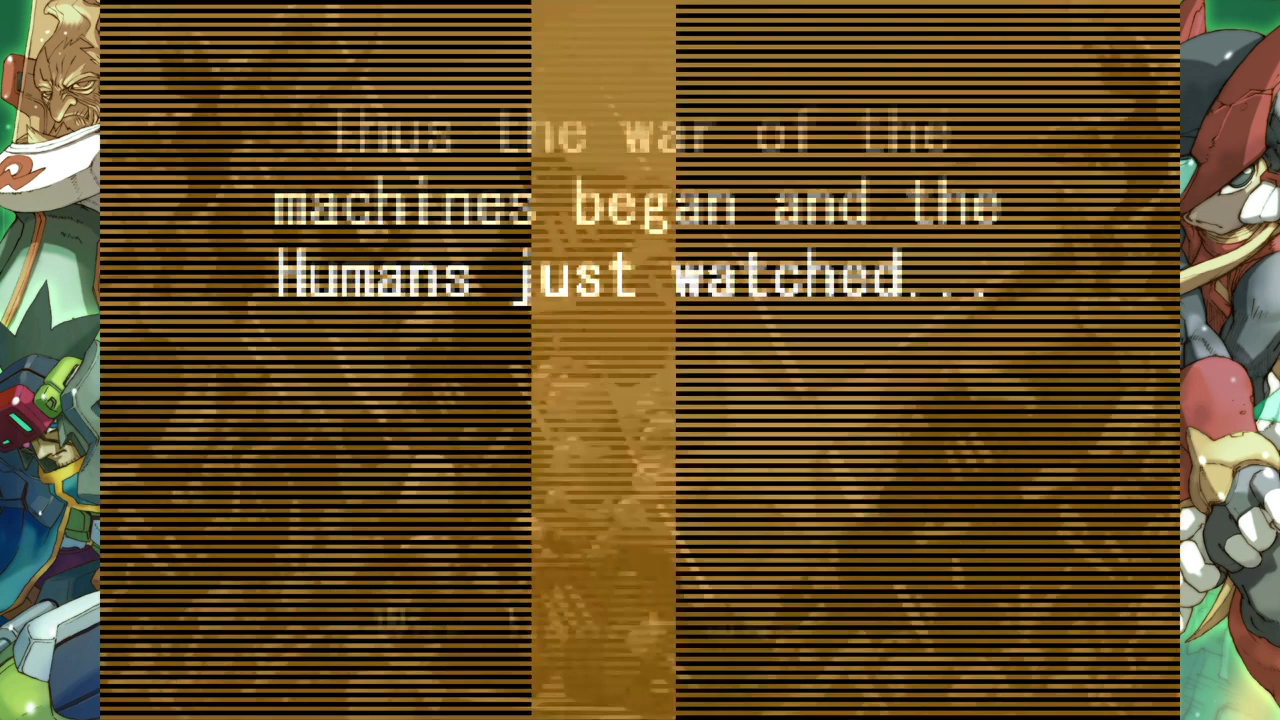 Thus the war of the
machines began and the
Humans just watched...